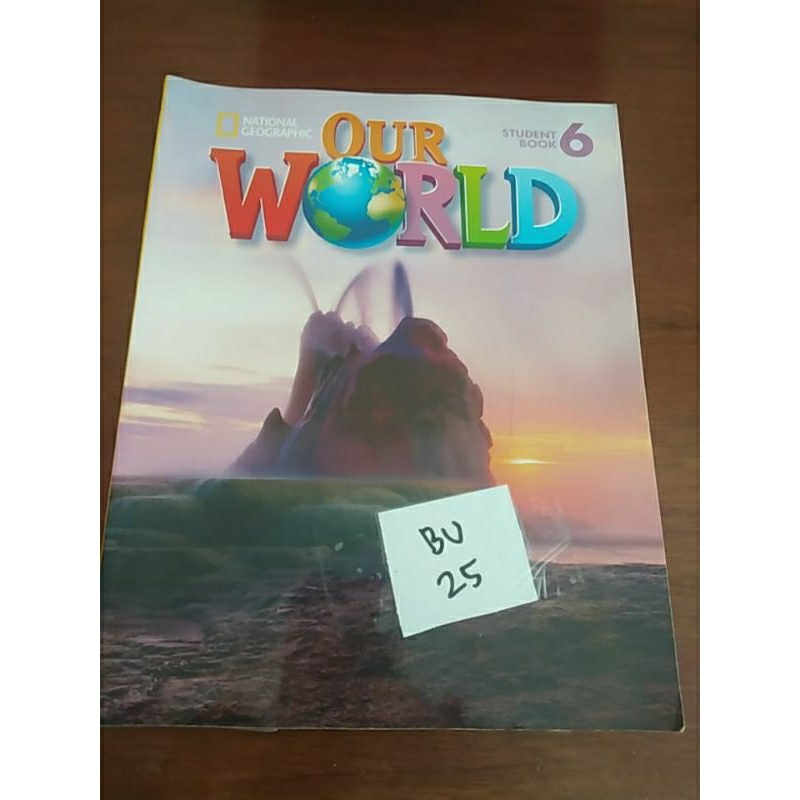 NATIONAL
GEOGRAPHIC
OUR
WORLD
STUDENT
BOOK 6
BU
25